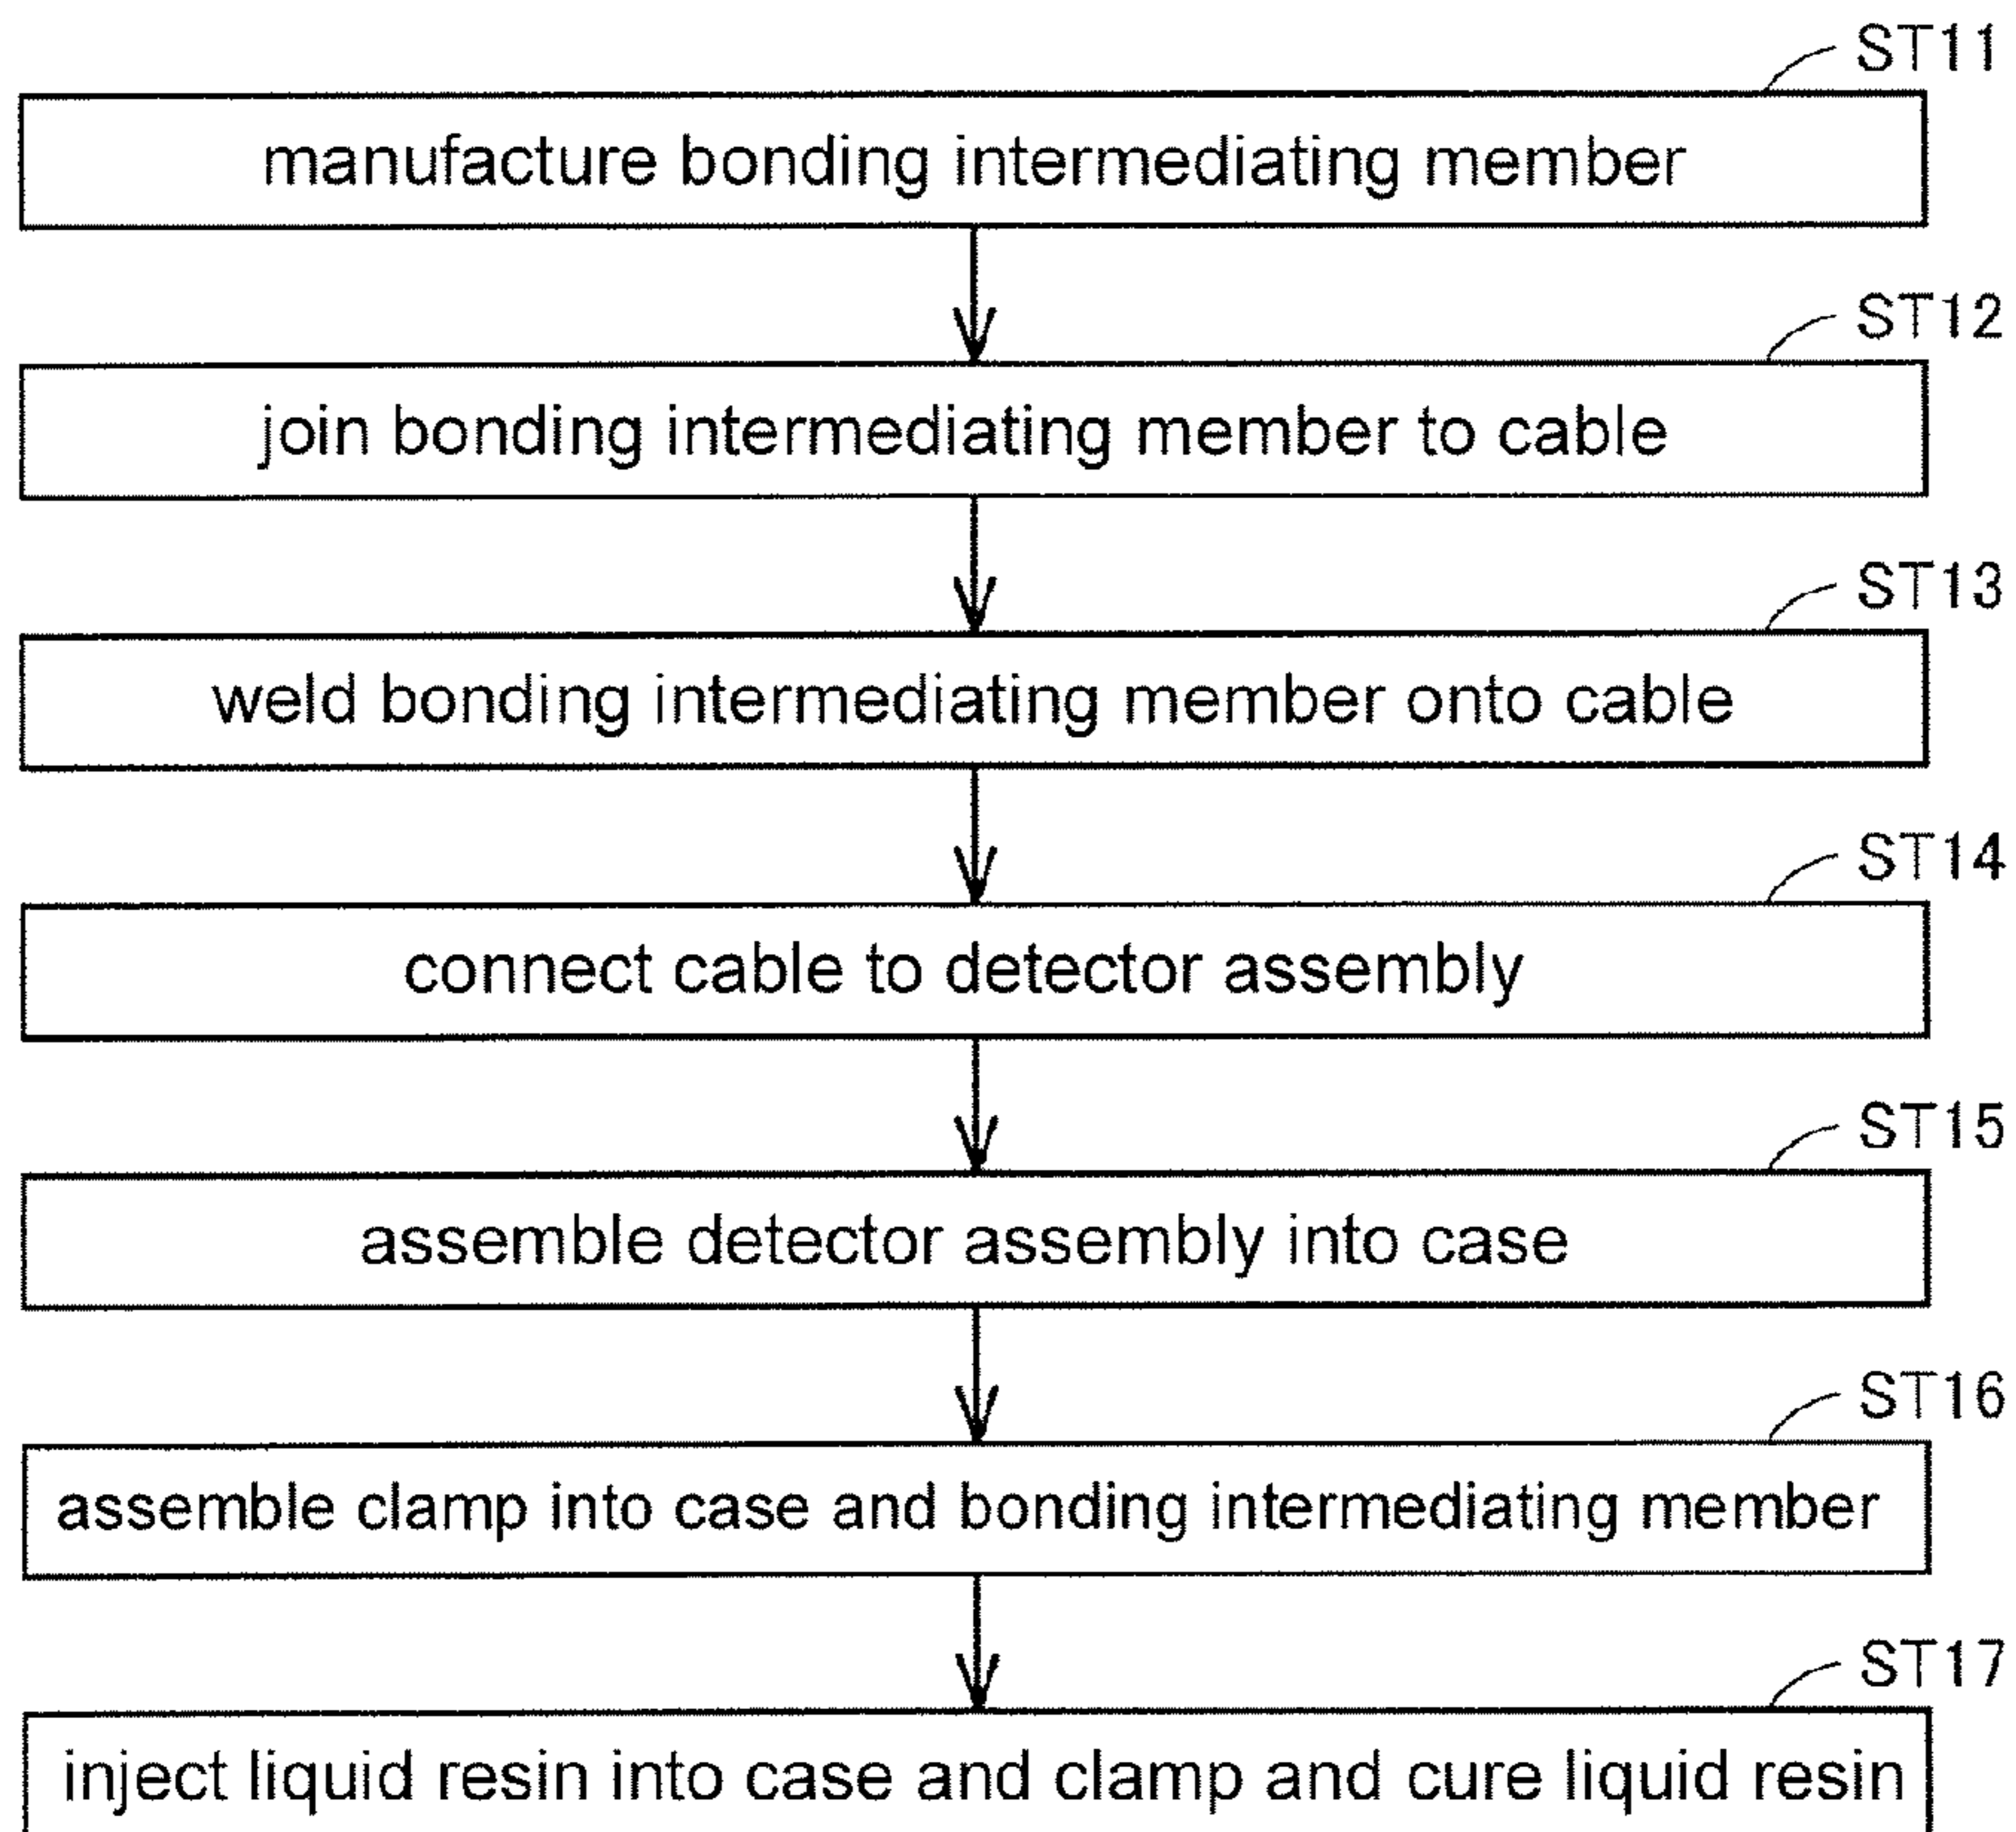 ST11
manufacture bonding intermediating member
ST12
join bonding intermediating member to cable
ST13
weld bonding intermediating member onto cable
ST14
connect cable to detector assembly
ST15
assemble detector assembly into case
ST16
assemble clamp into case and bonding intermediating member
ST17
inject liquid resin into case and clamp and cure liquid resin